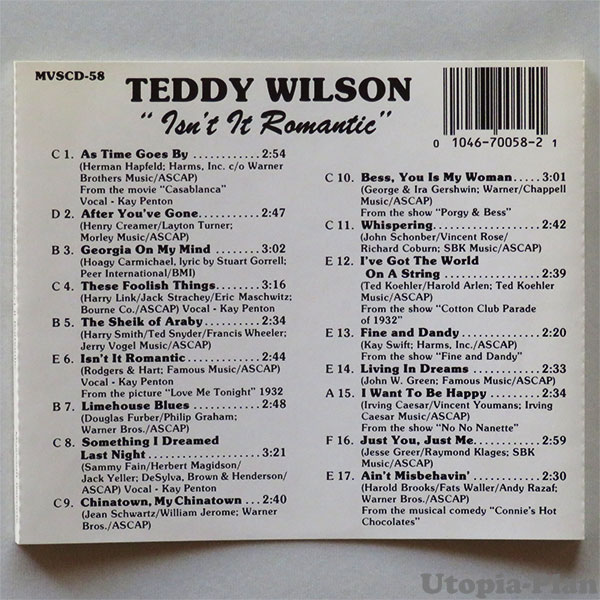 MVSCD-58
TEDDY WILSON
"Isn't It Romantic"
0 1046-70058-2 1
C 1. As Time Goes By ............ 2:54
(Herman Hapfeld; Harms, Inc. c/o Warner
Brothers Music/ASCAP)
From the movie "Casablanca"
Vocal - Kay Penton
D 2. After You've Gone.......... 2:47
(Henry Creamer/Layton Turner;
Morley Music/ASCAP)
B 3. Georgia On My Mind ........ 3:02
(Hoagy Carmichael, lyric by Stuart Gorrell;
Peer International/BMI)
C 4. These Foolish Things........ 3:16
(Harry Link/Jack Strachey/Eric Maschwitz;
Bourne Co./ASCAP) Vocal - Kay Penton
B 5. The Sheik of Araby.......... 2:34
(Harry Smith/Ted Snyder/Francis Wheeler;
Jerry Vogel Music/ASCAP)
E 6. Isn't It Romantic ........... 2:44
(Rodgers & Hart; Famous Music/ASCAP)
Vocal - Kay Penton
From the picture "Love Me Tonight" 1932
B 7. Limehouse Blues ........... 2:48
(Douglas Furber/Philip Graham;
Warner Bros./ASCAP)
C 8. Something I Dreamed
Last Night ................. 3:21
(Sammy Fain/Herbert Magidson/
Jack Yeller; DeSylva, Brown & Henderson/
ASCAP) Vocal - Kay Penton
C 9. Chinatown, My Chinatown ... 2:40
(Jean Schwartz/William Jerome; Warner
Bros./ASCAP)
C 10. Bess, You Is My Woman..... 3:01
(George & Ira Gershwin; Warner/Chappell
Music/ASCAP)
From the show "Porgy & Bess"
C 11. Whispering................. 2:42
(John Schonber/Vincent Rose/
Richard Coburn; SBK Music/ASCAP)
E 12. I've Got The World
On A String ............... 2:39
(Ted Koehler/Harold Arlen; Ted Koehler
Music/ASCAP)
From the show "Cotton Club Parade
of 1932"
E 13. Fine and Dandy ............ 2:20
(Kay Swift; Harms, Inc./ASCAP)
From the show "Fine and Dandy"
E 14. Living In Dreams ........... 2:33
(John W. Green; Famous Music/ASCAP)
A 15. I Want To Be Happy ........ 2:34
(Irving Caesar/Vincent Youmans; Irving
Caesar Music/ASCAP)
From the show "No No Nanette"
F 16. Just You, Just Me........... 2:59
(Jesse Greer/Raymond Klages; SBK
Music/ASCAP)
E 17. Ain't Misbehavin' ........... 2:30
(Harold Brooks/Fats Waller/Andy Razaf;
Warner Bros./ASCAP)
From the musical comedy "Connie's Hot
Chocolates"
Utopia-Plan